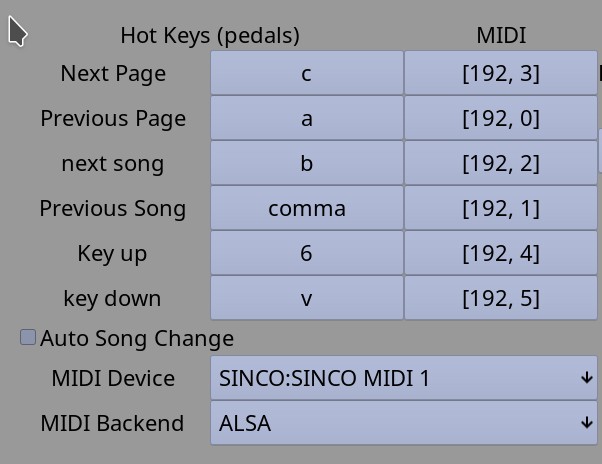 Hot Keys (pedals) MIDI
Next Page c [192, 3]
Previous Page a [192, 0]
next song b [192, 2]
Previous Song comma [192, 1]
Key up 6 [192, 4]
key down v [192, 5]
Auto Song Change
MIDI Device SINCO:SINCO MIDI 1
MIDI Backend ALSA